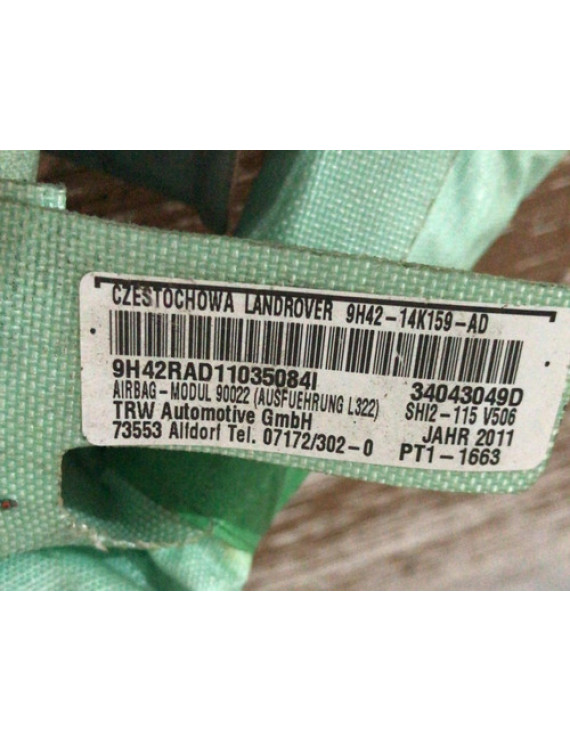 CZESTOCHOWA LANDROVER 9H42-14K159-AD
9H42RAD11035084I 34043049D
AIRBAG-MODUL 90022 (AUSFUEHRUNG L322) SHI2-115 V506
TRW Automotive GmbH JAHR 2011
73553 Alfdorf Tel. 07172/302-0 PT1-1663